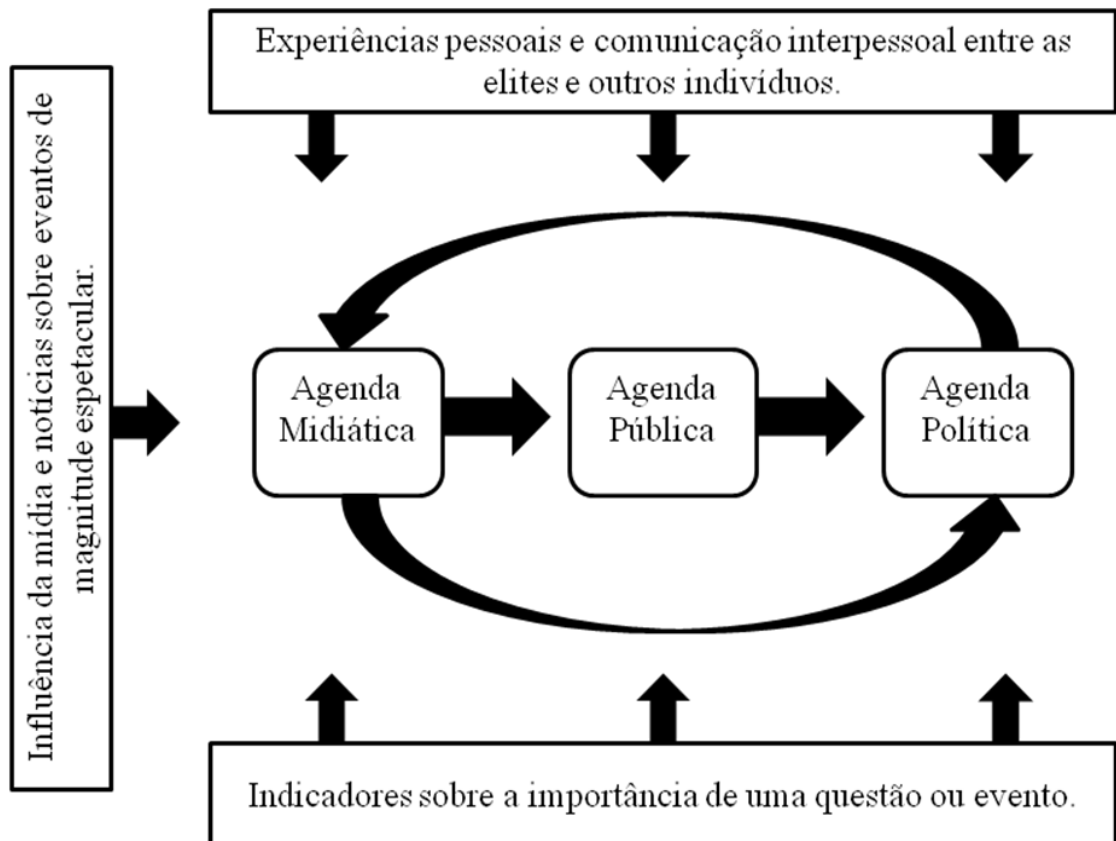 Experiências pessoais e comunicação interpessoal entre as
elites e outros indivíduos.
Influência da mídia e notícias sobre eventos de
magnitude espetacular.
Agenda
Midiática
Agenda
Pública
Agenda
Política
Indicadores sobre a importância de uma questão ou evento.